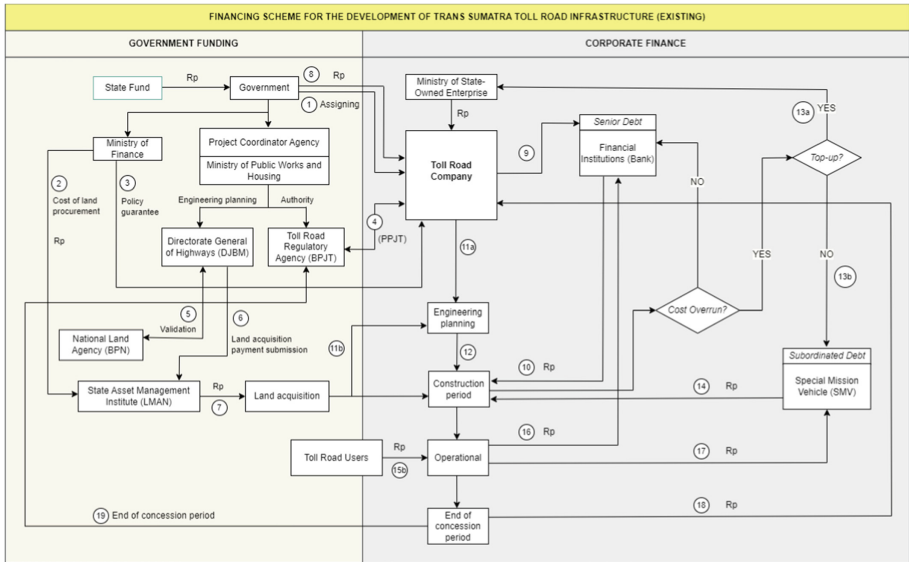 FINANCING SCHEME FOR THE DEVELOPMENT OF TRANS SUMATRA TOLL ROAD INFRASTRUCTURE (EXISTING)
GOVERNMENT FUNDING
CORPORATE FINANCE
State Fund
Rp
Government
8
Rp
1
Assigning
Ministry of State-
Owned Enterprise
Rp
13a
YES
Ministry of
Finance
Project Coordinator Agency
Ministry of Public Works and
Housing
Toll Road
Company
9
Senior Debt
Financial
Institutions (Bank)
Top-up?
2
Cost of land
procurement
Rp
3
Policy
guarantee
Engineering planning
Authority
NO
4
(PPJT)
Directorate General
of Highways (DJBM)
Toll Road
Regulatory
Agency (BPJT)
11a
YES
NO
13b
5
Validation
6
Land acquisition
payment submission
National Land
Agency (BPN)
11b
Engineering
planning
Cost Overrun?
12
10
Rp
Subordinated Debt
Special Mission
Vehicle (SMV)
State Asset Management
Institute (LMAN)
Rp
7
Land acquisition
Construction
period
14
Rp
16
Rp
Toll Road Users
Rp
15b
Operational
17
Rp
19
End of concession period
End of
concession
period
18
Rp